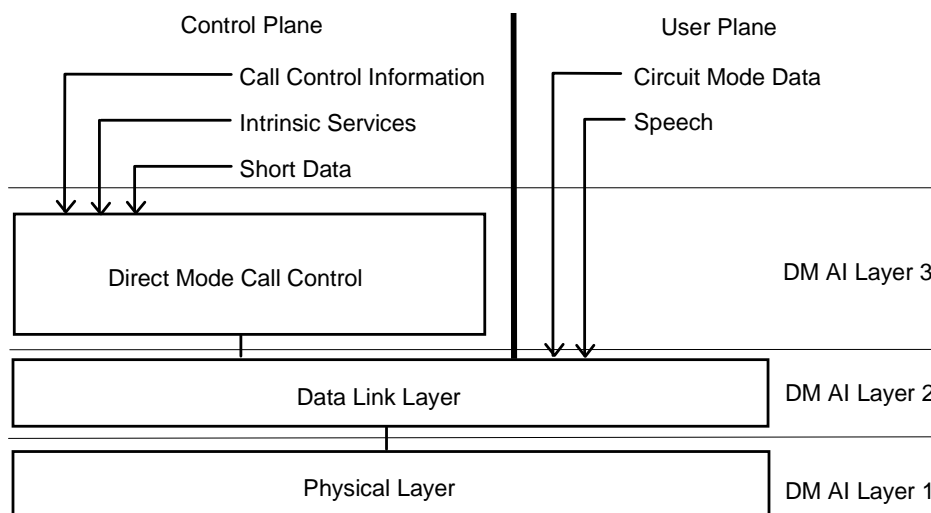 Control Plane
User Plane
Call Control Information
Circuit Mode Data
Intrinsic Services
Speech
Short Data
Direct Mode Call Control
DM AI Layer 3
Data Link Layer
DM AI Layer 2
Physical Layer
DM AI Layer 1